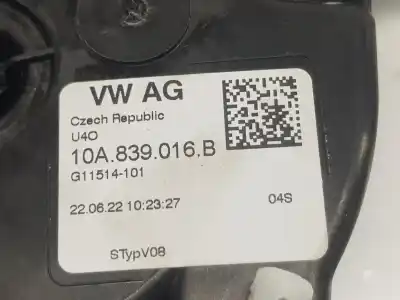 VW AG
Czech Republic
U4O
10A.839.016.B
G11514-101
22.06.22 10:23:27
04S
STypV08